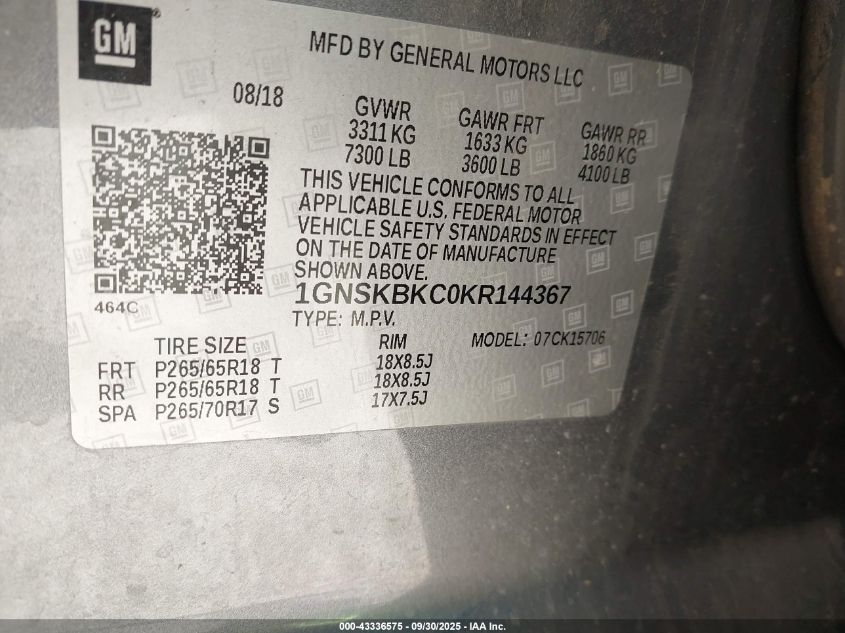 GM
MFD BY GENERAL MOTORS LLC
08/18
GVWR GAWR FRT GAWR RR
3311 KG 1633 KG 1860 KG
7300 LB 3600 LB 4100 LB
THIS VEHICLE CONFORMS TO ALL
APPLICABLE U.S. FEDERAL MOTOR
VEHICLE SAFETY STANDARDS IN EFFECT
ON THE DATE OF MANUFACTURE
SHOWN ABOVE.
464C
1GNSKBKC0KR144367
TYPE: M.P.V. MODEL: 07CK15706
TIRE SIZE RIM
FRT P265/65R18 T 18X8.5J
RR P265/65R18 T 18X8.5J
SPA P265/70R17 S 17X7.5J
000-43336575 — 09/30/2025 - IAA Inc.